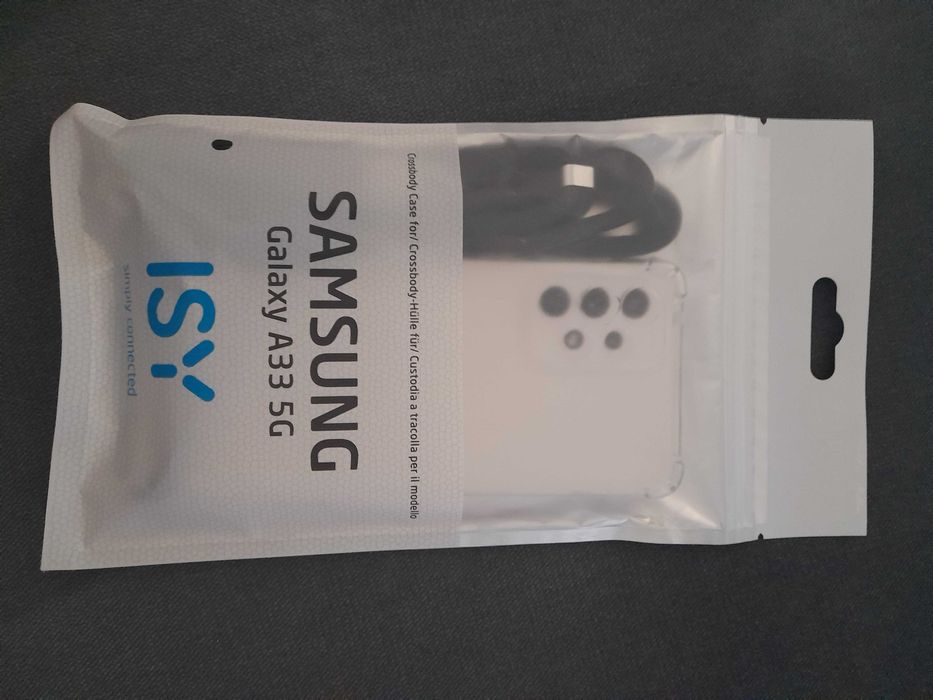 Crossbody Case for/ Crossbody-Hülle für/ Custodia a tracolla per il modello
SAMSUNG
Galaxy A33 5G
ISY
simply connected